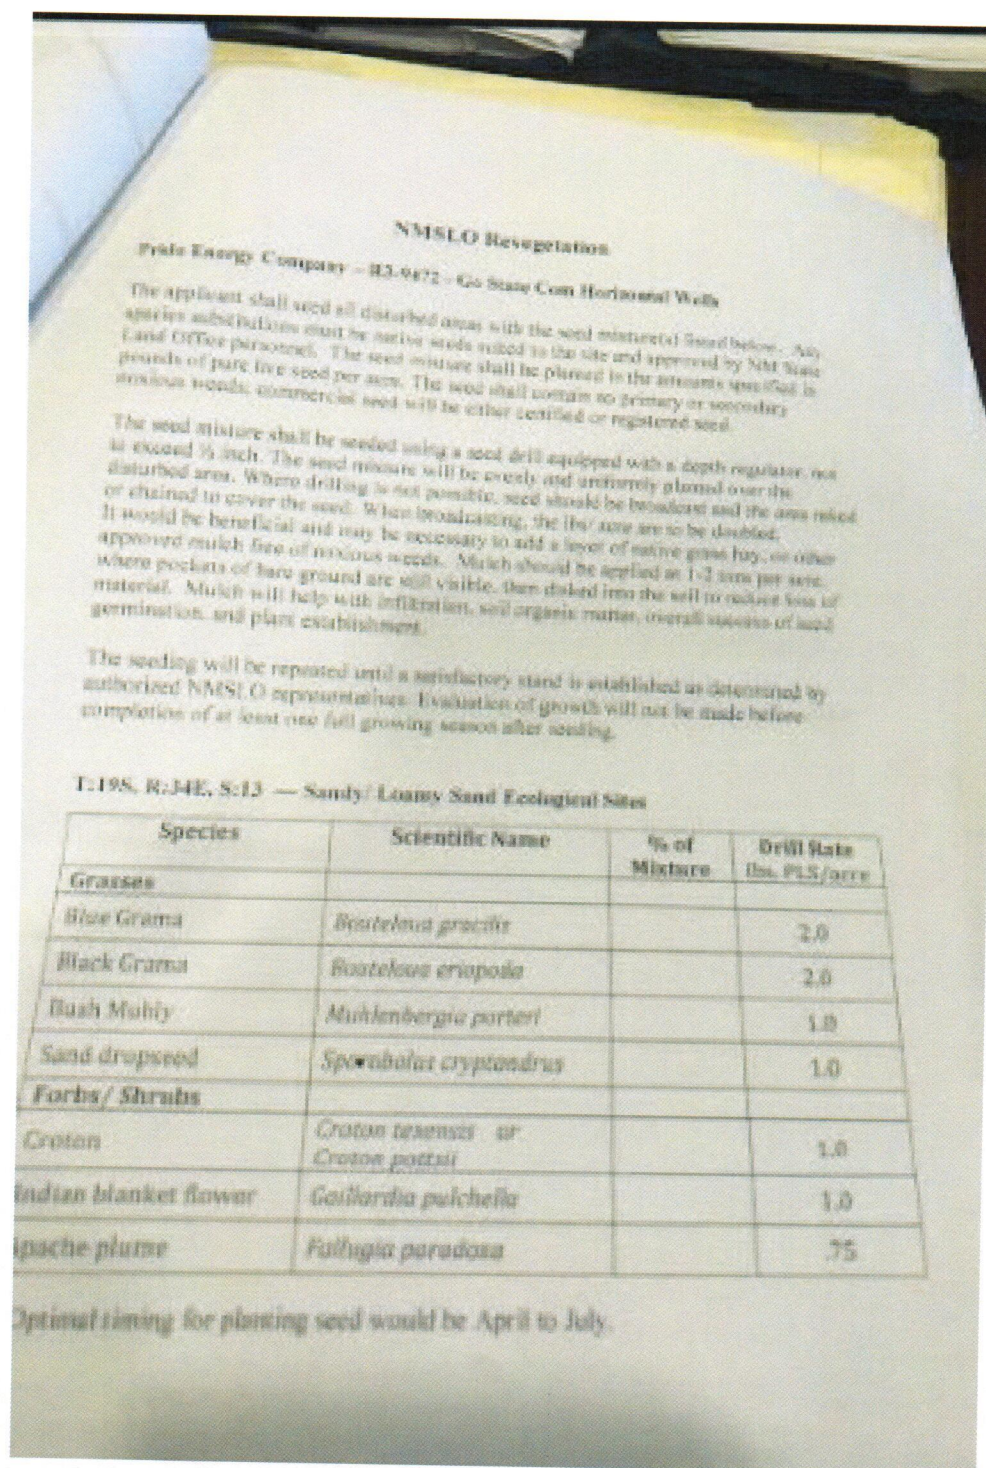 NMSLO Revegetation
Pride Energy Company – R3-9472 - Go State Com Horizontal Wells
The applicant shall seed all disturbed areas with the seed mixture(s) listed below. Any
species substitutions must be native seeds suited to the site and approved by NM State
Land Office personnel. The seed mixture shall be planted in the amounts specified in
pounds of pure live seed per acre. The seed shall contain no primary or secondary
noxious weeds; commercial seed will be either certified or registered seed.
The seed mixture shall be seeded using a seed drill equipped with a depth regulator, not
to exceed ½ inch. The seed mixture will be evenly and uniformly planted over the
disturbed area. Where drilling is not possible, seed should be broadcast and the area raked
or chained to cover the seed. When broadcasting, the lbs/ acre are to be doubled.
It would be beneficial and may be necessary to add a layer of native grass hay, or other
approved mulch free of noxious weeds. Mulch should be applied at 1-2 tons per acre,
where pockets of bare ground are still visible, then disked into the soil to reduce loss of
material. Mulch will help with infiltration, soil organic matter, overall success of seed
germination, and plant establishment.
The seeding will be repeated until a satisfactory stand is established as determined by
authorized NMSLO representatives. Evaluation of growth will not be made before
completion of at least one full growing season after seeding.
T:19S, R:34E, S:13 — Sandy/ Loamy Sand Ecological Sites
Species Scientific Name % of Mixture Drill Rate lbs. PLS/acre
Grasses
Blue Grama Bouteloua gracilis 2.0
Black Grama Bouteloua eriopoda 2.0
Bush Muhly Muhlenbergia porteri 1.0
Sand dropseed Sporobolus cryptandrus 1.0
Forbs/ Shrubs
Croton Croton texensis or Croton pottsii 1.0
Indian blanket flower Gaillardia pulchella 1.0
Apache plume Fallugia paradoxa .75
Optimal timing for planting seed would be April to July.